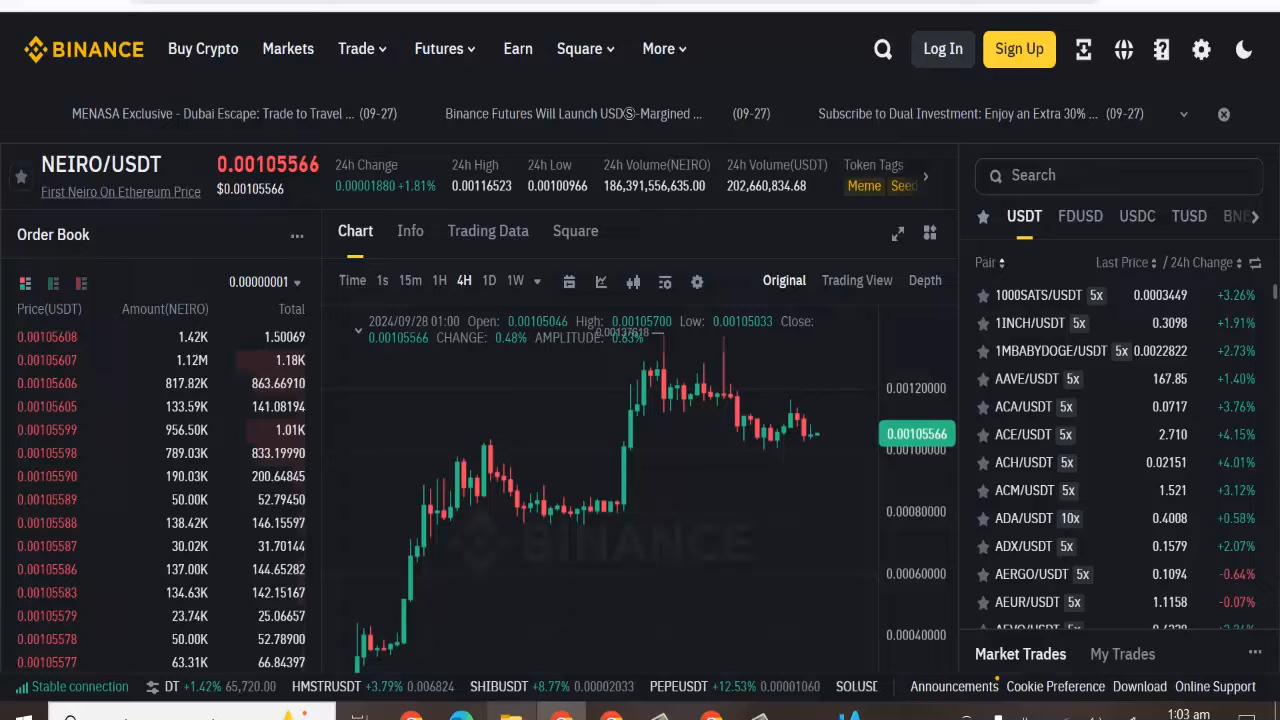 BINANCE Buy Crypto Markets Trade Futures Earn Square More Log In Sign Up
MENASA Exclusive - Dubai Escape: Trade to Travel ... (09-27) Binance Futures Will Launch USDⓈ-Margined ... (09-27) Subscribe to Dual Investment: Enjoy an Extra 30% ... (09-27)
NEIRO/USDT
First Neiro On Ethereum Price
0.00105566
$0.00105566
24h Change
0.00001880 +1.81%
24h High
0.00116523
24h Low
0.00100966
24h Volume(NEIRO)
186,391,556,635.00
24h Volume(USDT)
202,660,834.68
Token Tags
Meme Seed
Order Book
0.00000001
Price(USDT) Amount(NEIRO) Total
0.00105608 1.42K 1.50069
0.00105607 1.12M 1.18K
0.00105606 817.82K 863.66910
0.00105605 133.59K 141.08194
0.00105599 956.50K 1.01K
0.00105598 789.03K 833.19990
0.00105590 190.03K 200.64845
0.00105589 50.00K 52.79450
0.00105588 138.42K 146.15597
0.00105587 30.02K 31.70144
0.00105586 137.00K 144.65282
0.00105583 134.63K 142.15167
0.00105579 23.74K 25.06657
0.00105578 50.00K 52.78900
0.00105577 63.31K 66.84397
Chart Info Trading Data Square
Time 1s 15m 1H 4H 1D 1W Original Trading View Depth
2024/09/28 01:00 Open: 0.00105046 High: 0.00105700 Low: 0.00105033 Close:
0.00105566 CHANGE: 0.48% AMPLITUDE: 0.63%
0.00137618
0.00120000
0.00105566
0.00100000
0.00080000
0.00060000
0.00040000
BINANCE
Search
USDT FDUSD USDC TUSD BNB
Pair Last Price / 24h Change
1000SATS/USDT 5x 0.0003449 +3.26%
1INCH/USDT 5x 0.3098 +1.91%
1MBABYDOGE/USDT 5x 0.0022822 +2.73%
AAVE/USDT 5x 167.85 +1.40%
ACA/USDT 5x 0.0717 +3.76%
ACE/USDT 5x 2.710 +4.15%
ACH/USDT 5x 0.02151 +4.01%
ACM/USDT 5x 1.521 +3.12%
ADA/USDT 10x 0.4008 +0.58%
ADX/USDT 5x 0.1579 +2.07%
AERGO/USDT 5x 0.1094 -0.64%
AEUR/USDT 5x 1.1158 -0.07%
Market Trades My Trades
Stable connection DT +1.42% 65,720.00 HMSTRUSDT +3.79% 0.006824 SHIBUSDT +8.77% 0.00002033 PEPEUSDT +12.53% 0.00001060 SOLUSD Announcements Cookie Preference Download Online Support
1:03 am